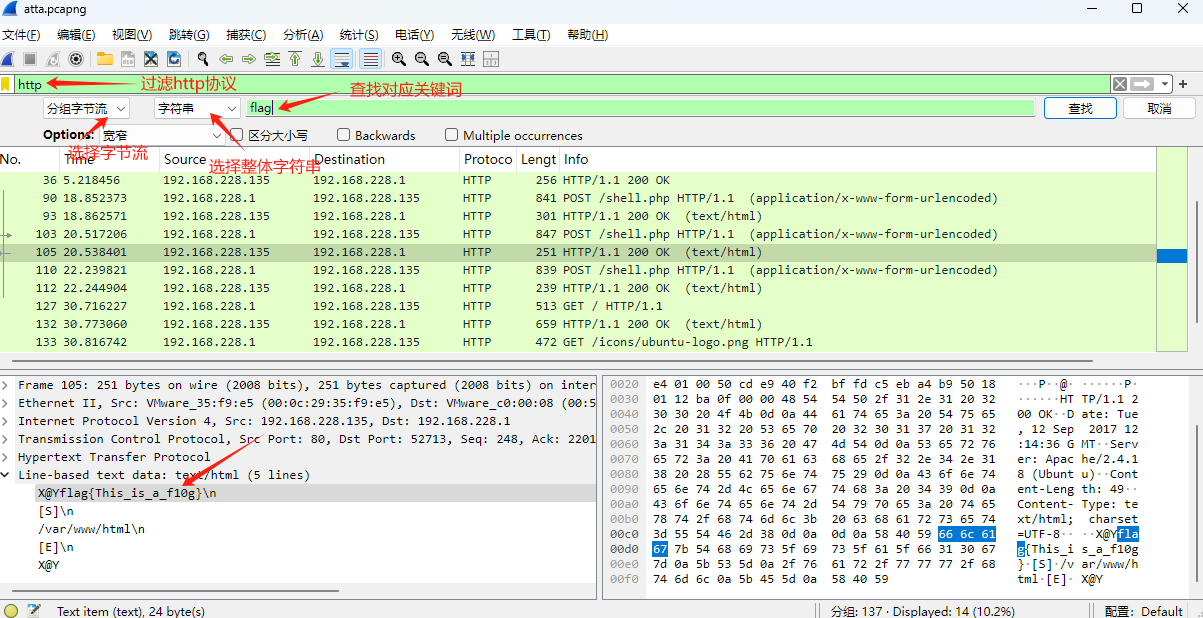 atta.pcapng
文件(F) 编辑(E) 视图(V) 跳转(G) 捕获(C) 分析(A) 统计(S) 电话(Y) 无线(W) 工具(T) 帮助(H)
http 过滤http协议
查找对应关键词
分组字节流 字符串 flag 查找 取消
Options: 宽窄 区分大小写 Backwards Multiple occurrences
选择字节流 选择整体字符串
No. Time Source Destination Protoco Lengt Info
36 5.218456 192.168.228.135 192.168.228.1 HTTP 256 HTTP/1.1 200 OK
90 18.852373 192.168.228.1 192.168.228.135 HTTP 841 POST /shell.php HTTP/1.1 (application/x-www-form-urlencoded)
93 18.862571 192.168.228.135 192.168.228.1 HTTP 301 HTTP/1.1 200 OK (text/html)
103 20.517206 192.168.228.1 192.168.228.135 HTTP 847 POST /shell.php HTTP/1.1 (application/x-www-form-urlencoded)
105 20.538401 192.168.228.135 192.168.228.1 HTTP 251 HTTP/1.1 200 OK (text/html)
110 22.239821 192.168.228.1 192.168.228.135 HTTP 839 POST /shell.php HTTP/1.1 (application/x-www-form-urlencoded)
112 22.244904 192.168.228.135 192.168.228.1 HTTP 239 HTTP/1.1 200 OK (text/html)
127 30.716227 192.168.228.1 192.168.228.135 HTTP 513 GET / HTTP/1.1
132 30.773060 192.168.228.135 192.168.228.1 HTTP 659 HTTP/1.1 200 OK (text/html)
133 30.816742 192.168.228.1 192.168.228.135 HTTP 472 GET /icons/ubuntu-logo.png HTTP/1.1
Frame 105: 251 bytes on wire (2008 bits), 251 bytes captured (2008 bits) on inter
Ethernet II, Src: VMware_35:f9:e5 (00:0c:29:35:f9:e5), Dst: VMware_c0:00:08 (00:5
Internet Protocol Version 4, Src: 192.168.228.135, Dst: 192.168.228.1
Transmission Control Protocol, Src Port: 80, Dst Port: 52713, Seq: 248, Ack: 2201
Hypertext Transfer Protocol
Line-based text data: text/html (5 lines)
X@Yflag{This_is_a_f10g}\n
[S]\n
/var/www/html\n
[E]\n
X@Y
0020 e4 01 00 50 cd e9 40 f2 bf fd c5 eb a4 b9 50 18 ···P··@· ······P·
0030 01 12 ba 0f 00 00 48 54 54 50 2f 31 2e 31 20 32 ······HT TP/1.1 2
0040 30 30 20 4f 4b 0d 0a 44 61 74 65 3a 20 54 75 65 00 OK··D ate: Tue
0050 2c 20 31 32 20 53 65 70 20 32 30 31 37 20 31 32 , 12 Sep 2017 12
0060 3a 31 34 3a 33 36 20 47 4d 54 0d 0a 53 65 72 76 :14:36 G MT··Serv
0070 65 72 3a 20 41 70 61 63 68 65 2f 32 2e 34 2e 31 er: Apac he/2.4.1
0080 38 20 28 55 62 75 6e 74 75 29 0d 0a 43 6f 6e 74 8 (Ubunt u)··Cont
0090 65 6e 74 2d 4c 65 6e 67 74 68 3a 20 34 39 0d 0a ent-Leng th: 49··
00a0 43 6f 6e 74 65 6e 74 2d 54 79 70 65 3a 20 74 65 Content- Type: te
00b0 78 74 2f 68 74 6d 6c 3b 20 63 68 61 72 73 65 74 xt/html; charset
00c0 3d 55 54 46 2d 38 0d 0a 0d 0a 58 40 59 66 6c 61 =UTF-8·· ··X@Yfla
00d0 67 7b 54 68 69 73 5f 69 73 5f 61 5f 66 31 30 67 g{This_i s_a_f10g
00e0 7d 0a 5b 53 5d 0a 2f 76 61 72 2f 77 77 77 2f 68 }·[S]·/v ar/www/h
00f0 74 6d 6c 0a 5b 45 5d 0a 58 40 59 tml·[E]· X@Y
Text item (text), 24 byte(s) 分组: 137 · Displayed: 14 (10.2%) 配置: Default